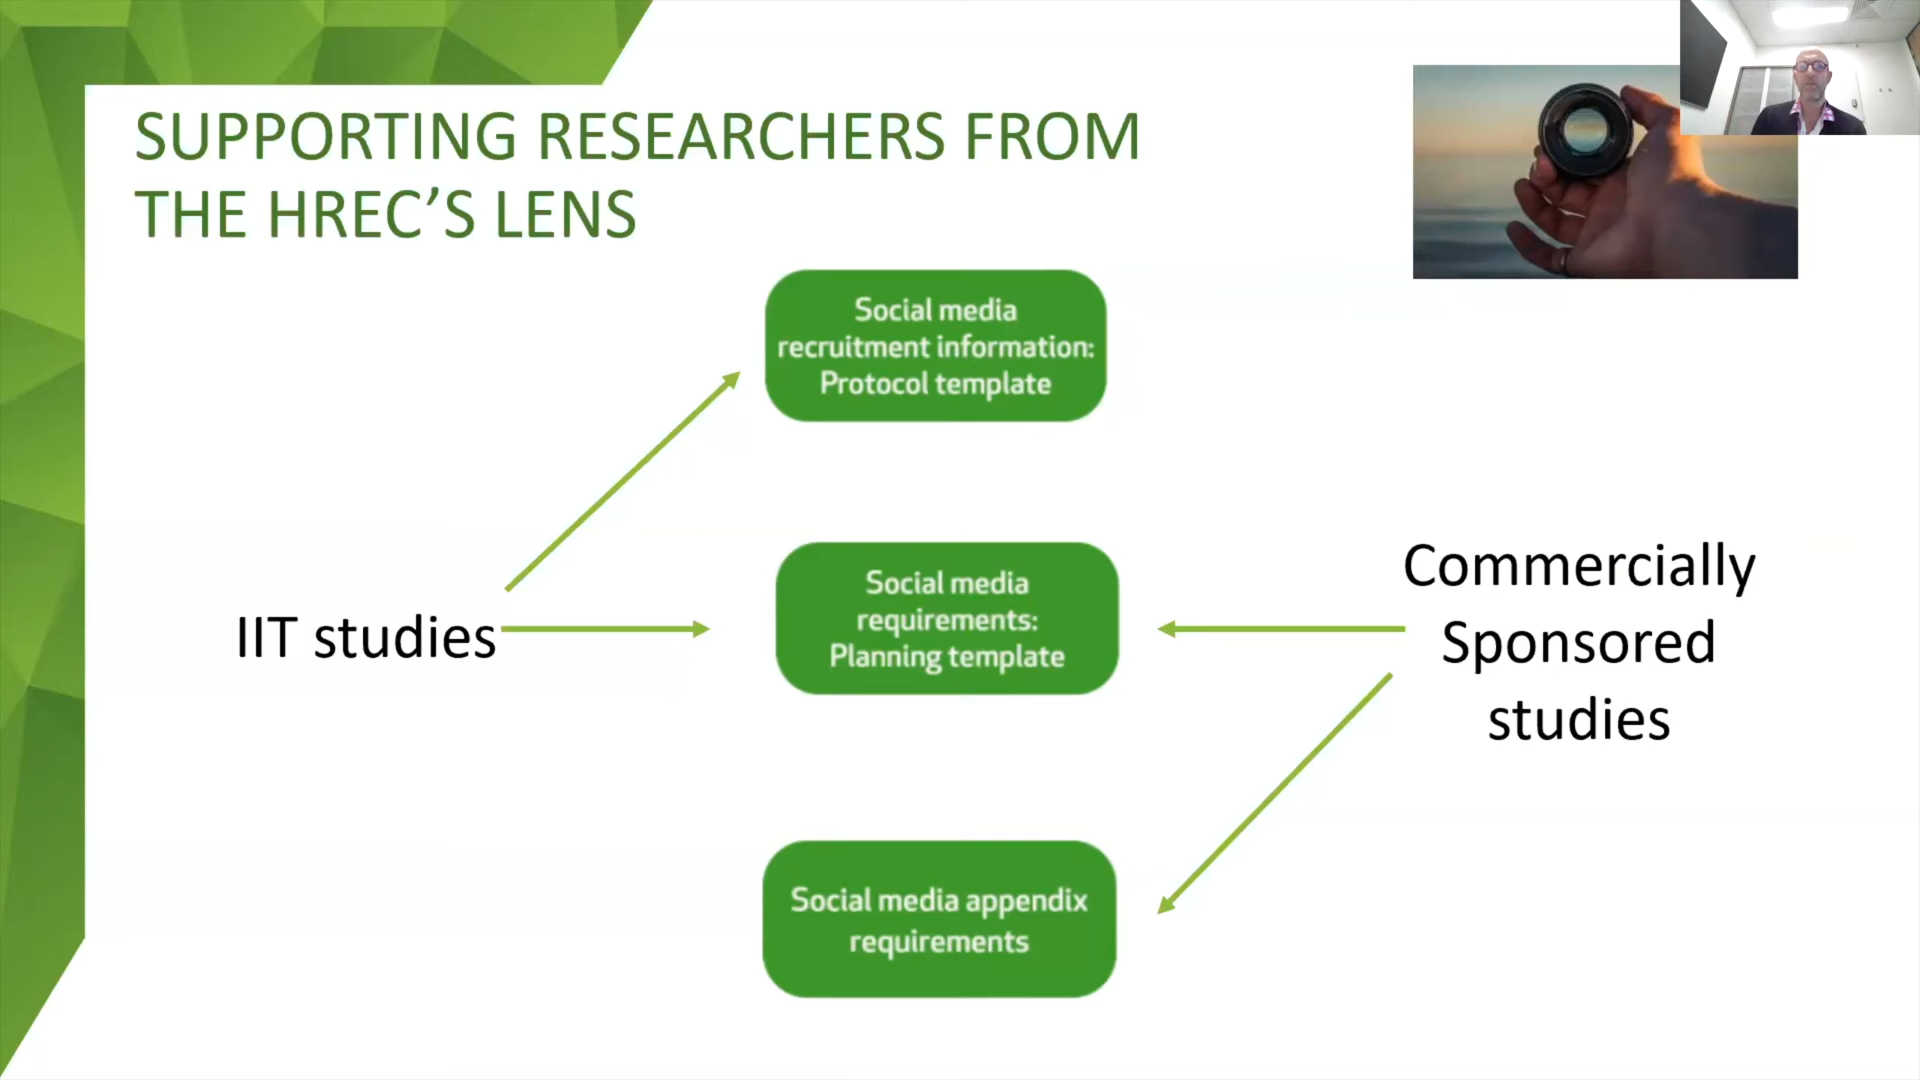 SUPPORTING RESEARCHERS FROM
THE HREC’S LENS
Social media
recruitment information:
Protocol template
IIT studies
Social media
requirements:
Planning template
Commercially
Sponsored
studies
Social media appendix
requirements